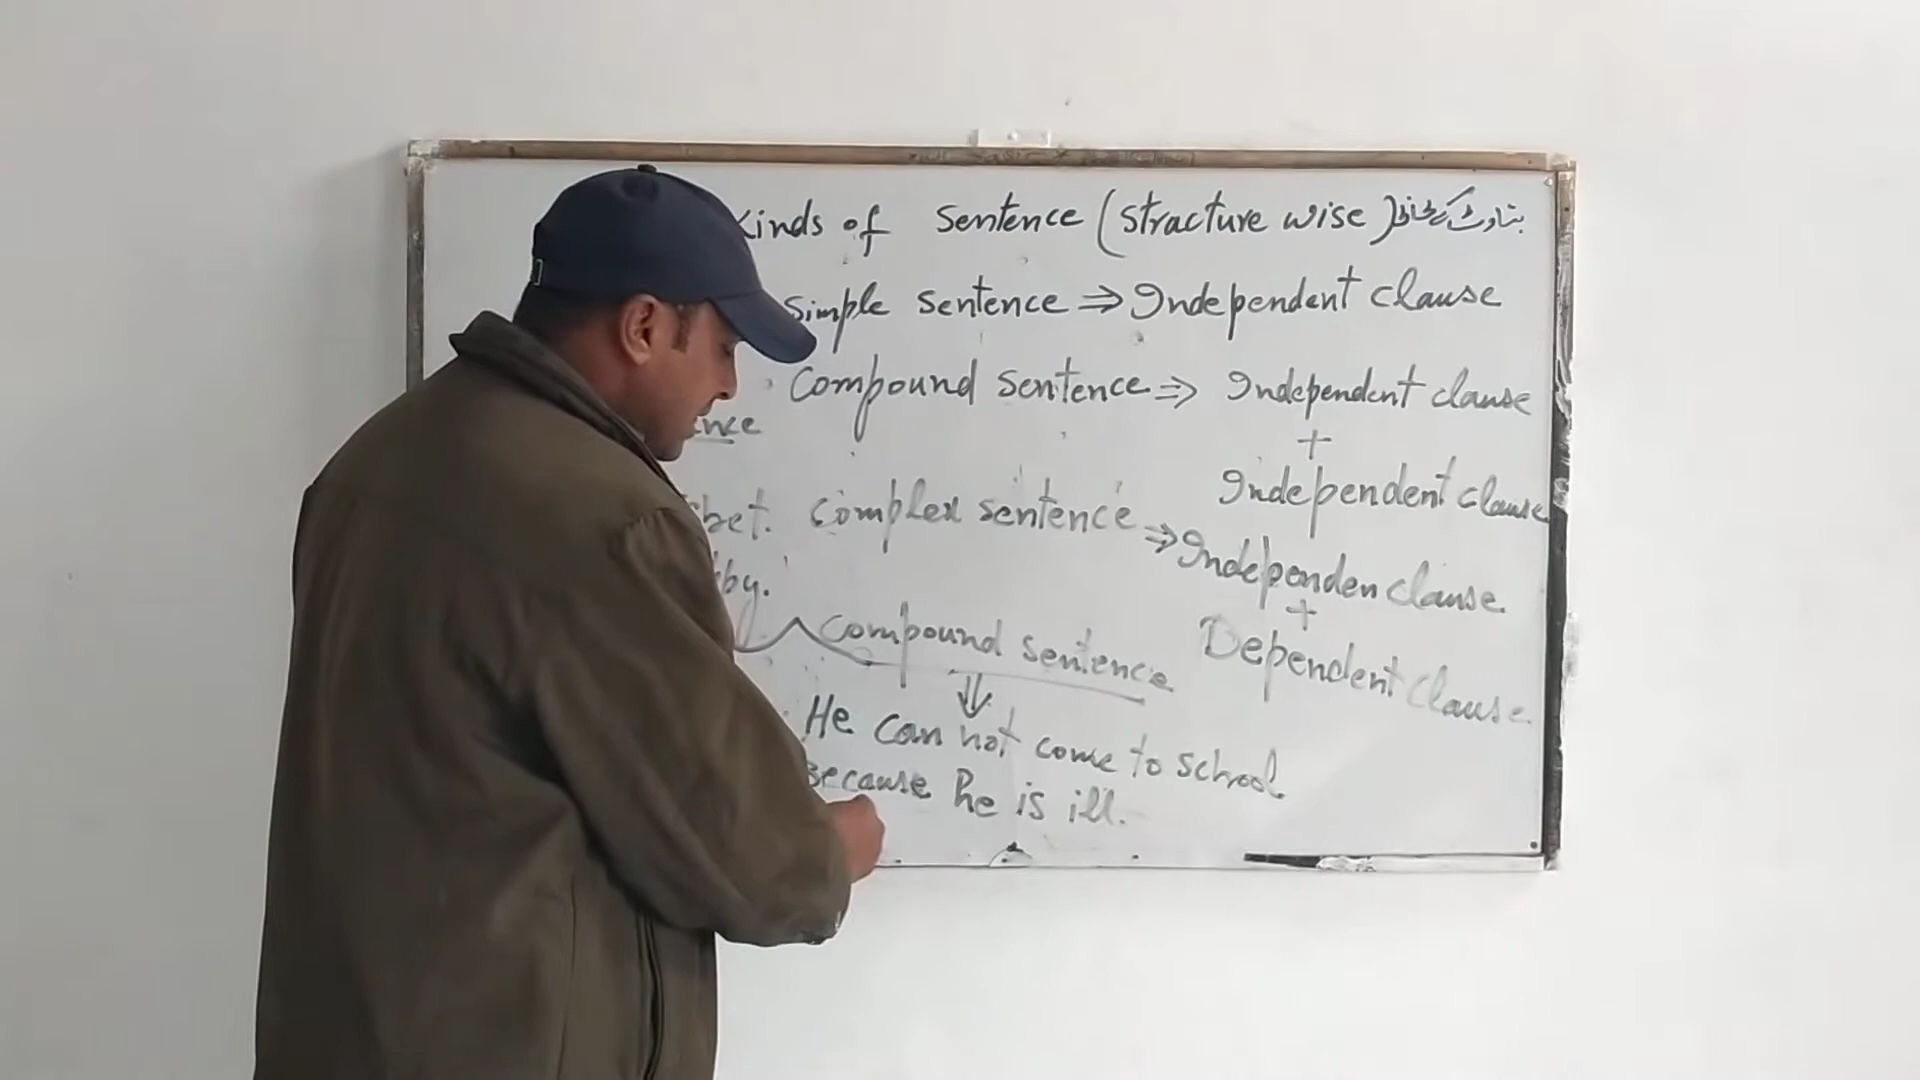 Kinds of Sentence (Stracture wise) بناوٹ کے لحاظ
Simple Sentence ⇒ Independent clause
Compound Sentence ⇒ Independent clause
+
Independent clause
Complex sentence ⇒ Independen clause
+
Dependent clause
Compound sentence
⇓
He can not come to school
Because he is ill.